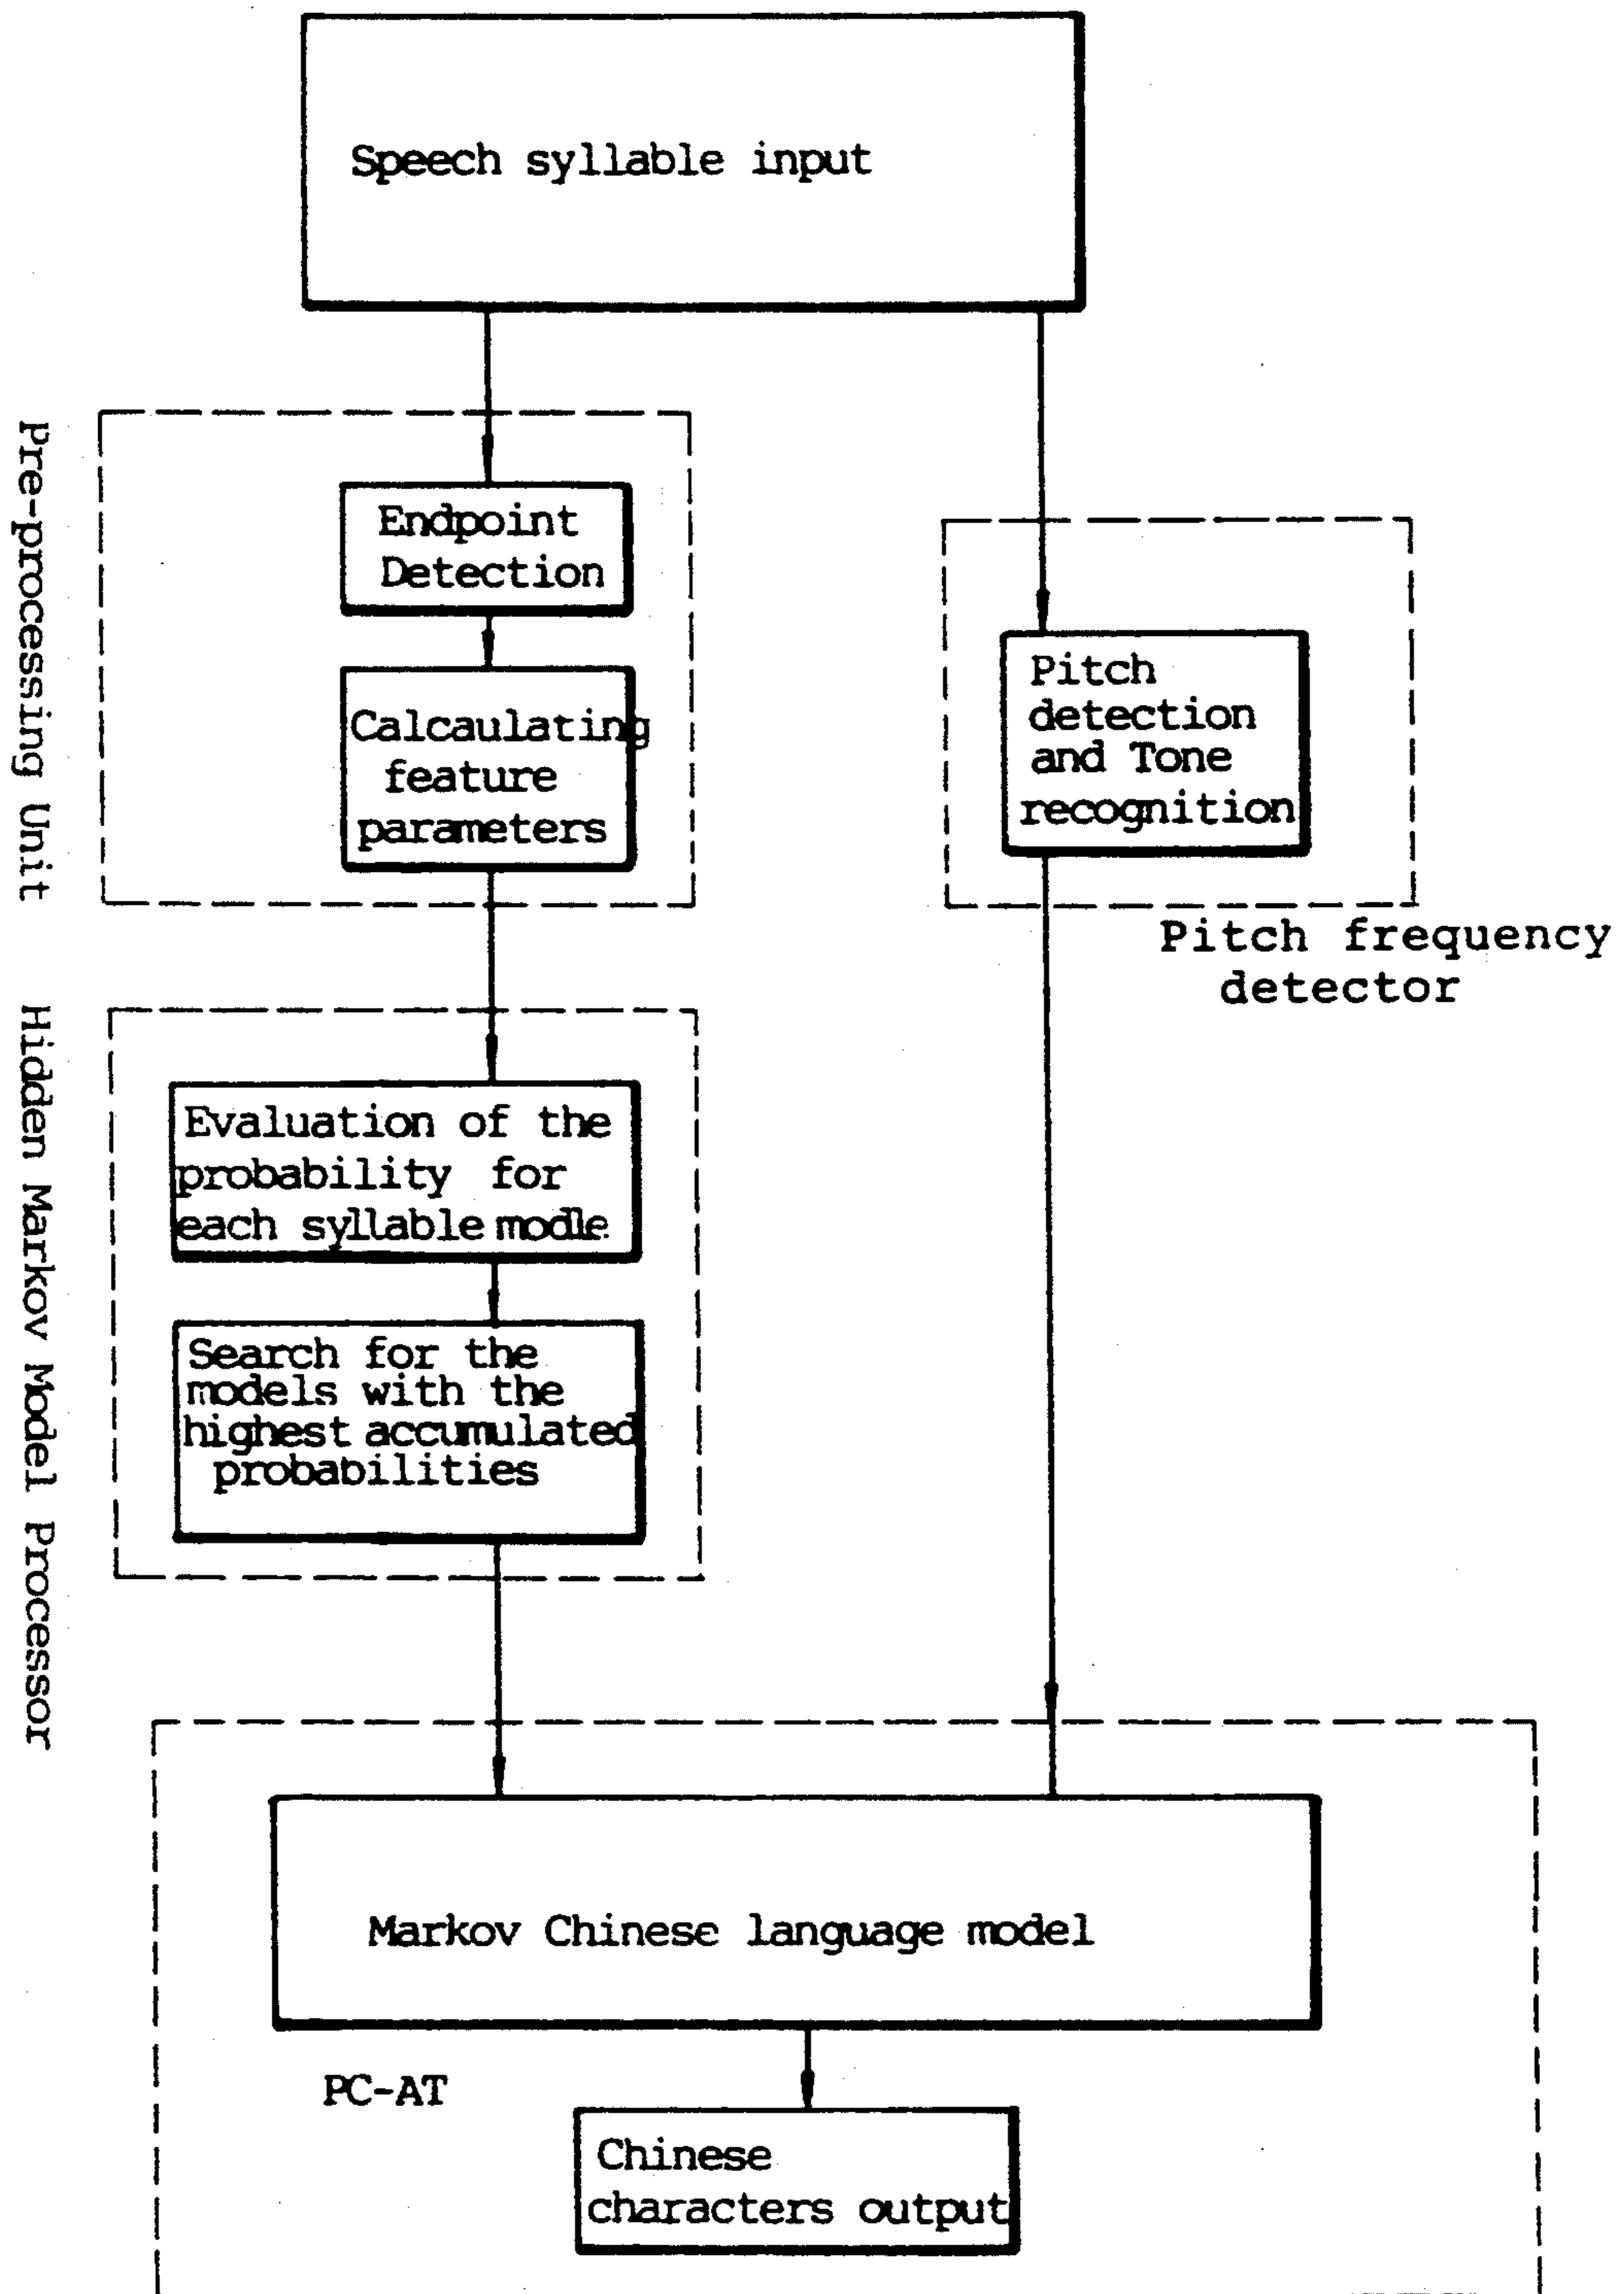 Speech syllable input
Pre-processing Unit
Endpoint
Detection
Calcaulating
feature
parameters
Pitch
detection
and Tone
recognition
Pitch frequency
detector
Hidden Markov Model Processor
Evaluation of the
probability for
each syllable modle
Search for the
models with the
highest accumulated
probabilities
Markov Chinese language model
PC-AT
Chinese
characters output